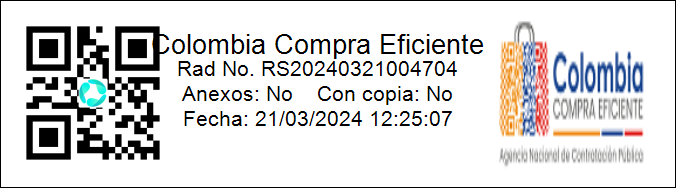 Colombia Compra Eficiente
Rad No. RS20240321004704
Anexos: No Con copia: No
Fecha: 21/03/2024 12:25:07
Colombia
COMPRA EFICIENTE
Agencia Nacional de Contratación Pública